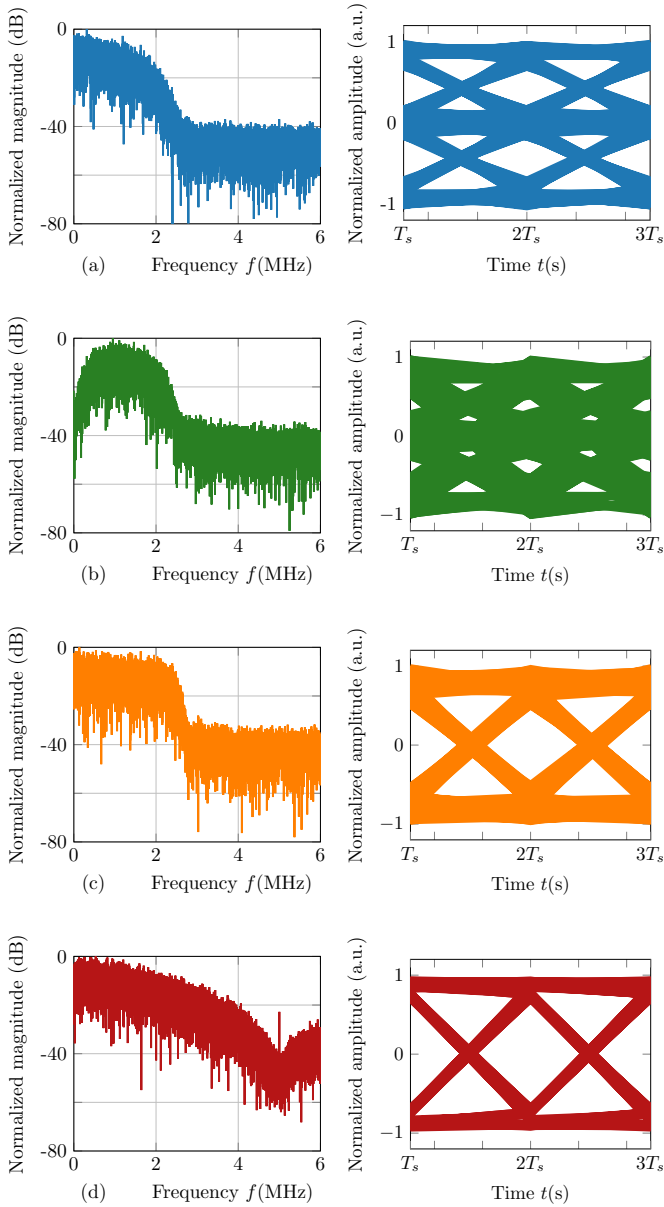 Normalized magnitude (dB)
0
-40
-80
0
2
4
6
(a)
Frequency f(MHz)
Normalized amplitude (a.u.)
1
0
-1
Tₛ
2Tₛ
3Tₛ
Time t(s)
Normalized magnitude (dB)
0
-40
-80
0
2
4
6
(b)
Frequency f(MHz)
Normalized amplitude (a.u.)
1
0
−1
Tₛ
2Tₛ
3Tₛ
Time t(s)
Normalized magnitude (dB)
0
-40
-80
0
2
4
6
(c)
Frequency f(MHz)
Normalized amplitude (a.u.)
1
0
−1
Tₛ
2Tₛ
3Tₛ
Time t(s)
Normalized magnitude (dB)
0
-40
-80
0
2
4
6
(d)
Frequency f(MHz)
Normalized amplitude (a.u.)
1
0
−1
Tₛ
2Tₛ
3Tₛ
Time t(s)